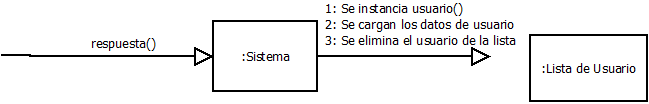 1: Se instancia usuario()
2: Se cargan los datos de usuario
3: Se elimina el usuario de la lista
respuesta()
:Sistema
:Lista de Usuario